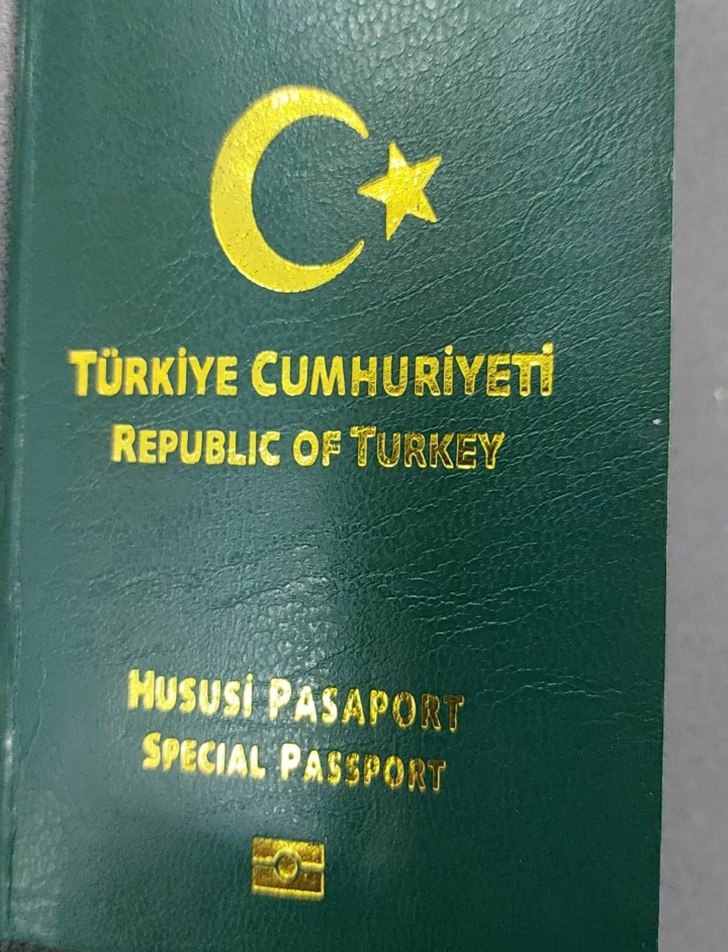 TÜRKİYE CUMHURİYETİ
REPUBLIC OF TURKEY
HUSUSİ PASAPORT
SPECIAL PASSPORT